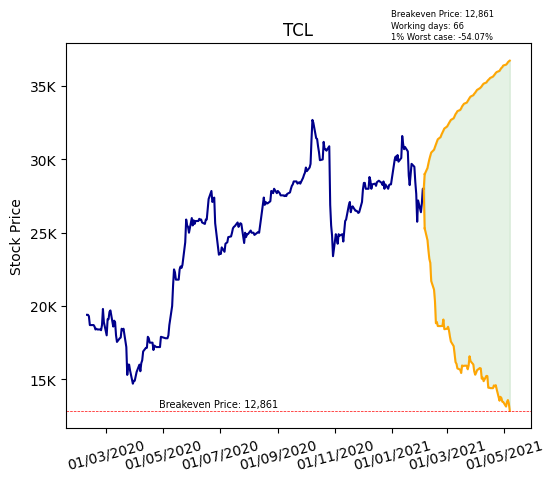 Breakeven Price: 12,861
Working days: 66
1% Worst case: -54.07%
TCL
Stock Price
35K
30K
25K
20K
15K
Breakeven Price: 12,861
01/03/2020
01/05/2020
01/07/2020
01/09/2020
01/11/2020
01/01/2021
01/03/2021
01/05/2021